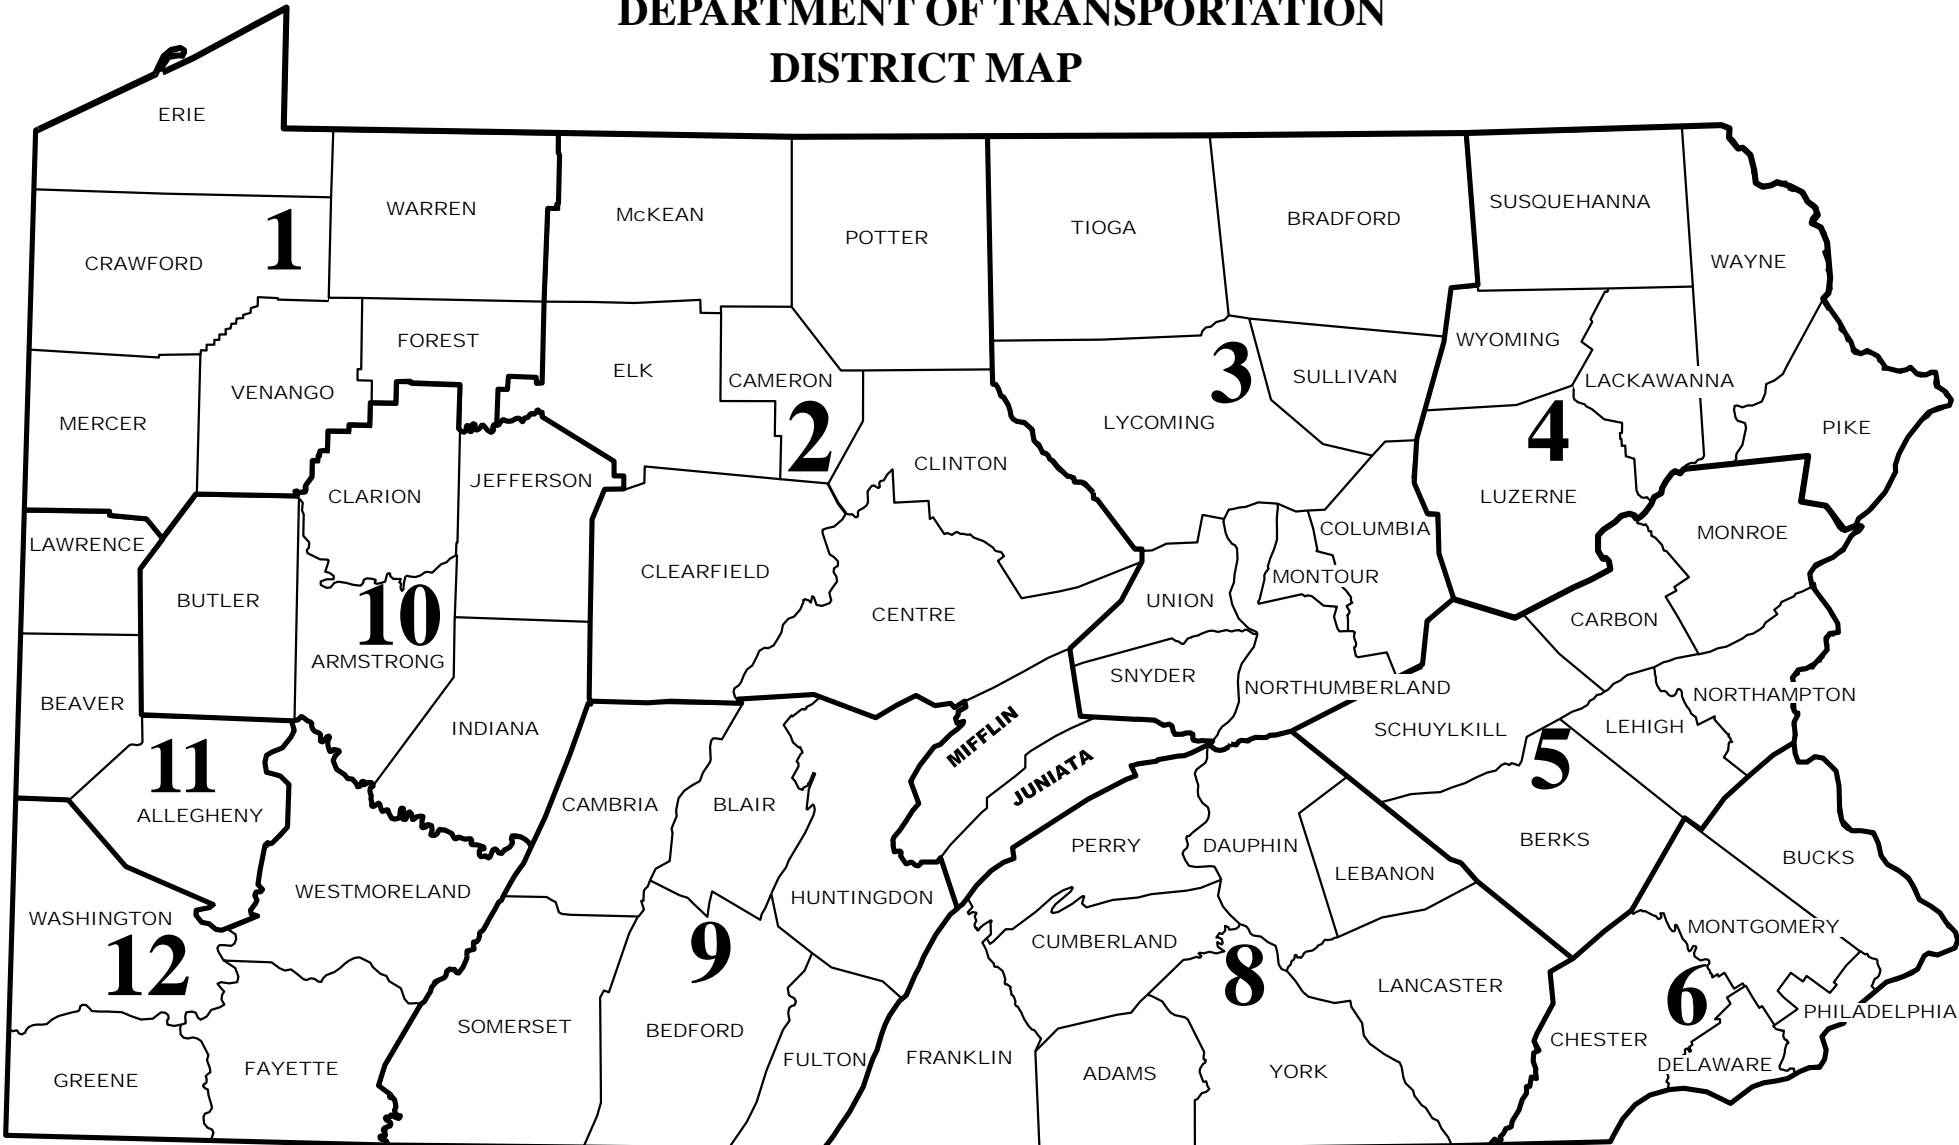 DEPARTMENT OF TRANSPORTATION
DISTRICT MAP
ERIE
WARREN
McKEAN
POTTER
TIOGA
BRADFORD
SUSQUEHANNA
WAYNE
CRAWFORD
1
FOREST
ELK
CAMERON
2
VENANGO
MERCER
3
SULLIVAN
LYCOMING
WYOMING
LACKAWANNA
4
PIKE
CLARION
JEFFERSON
CLINTON
LUZERNE
MONROE
LAWRENCE
COLUMBIA
MONTOUR
BUTLER
10
ARMSTRONG
CLEARFIELD
CENTRE
UNION
CARBON
SNYDER
NORTHUMBERLAND
NORTHAMPTON
BEAVER
INDIANA
MIFFLIN
JUNIATA
SCHUYLKILL
LEHIGH
5
11
ALLEGHENY
CAMBRIA
BLAIR
PERRY
DAUPHIN
BERKS
BUCKS
LEBANON
WESTMORELAND
HUNTINGDON
WASHINGTON
12
9
CUMBERLAND
8
LANCASTER
MONTGOMERY
6
PHILADELPHIA
SOMERSET
BEDFORD
FULTON
FRANKLIN
ADAMS
YORK
CHESTER
DELAWARE
GREENE
FAYETTE